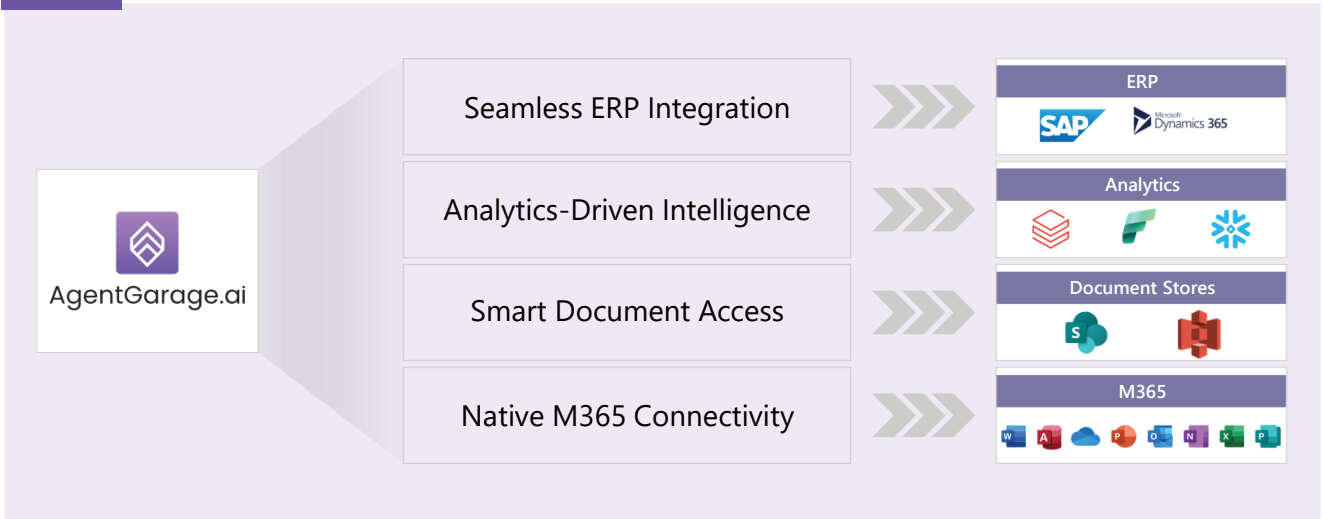 AgentGarage.ai
Seamless ERP Integration
ERP
SAP
Microsoft
Dynamics 365
Analytics-Driven Intelligence
Analytics
Smart Document Access
Document Stores
S
Native M365 Connectivity
M365
W A P O N X P